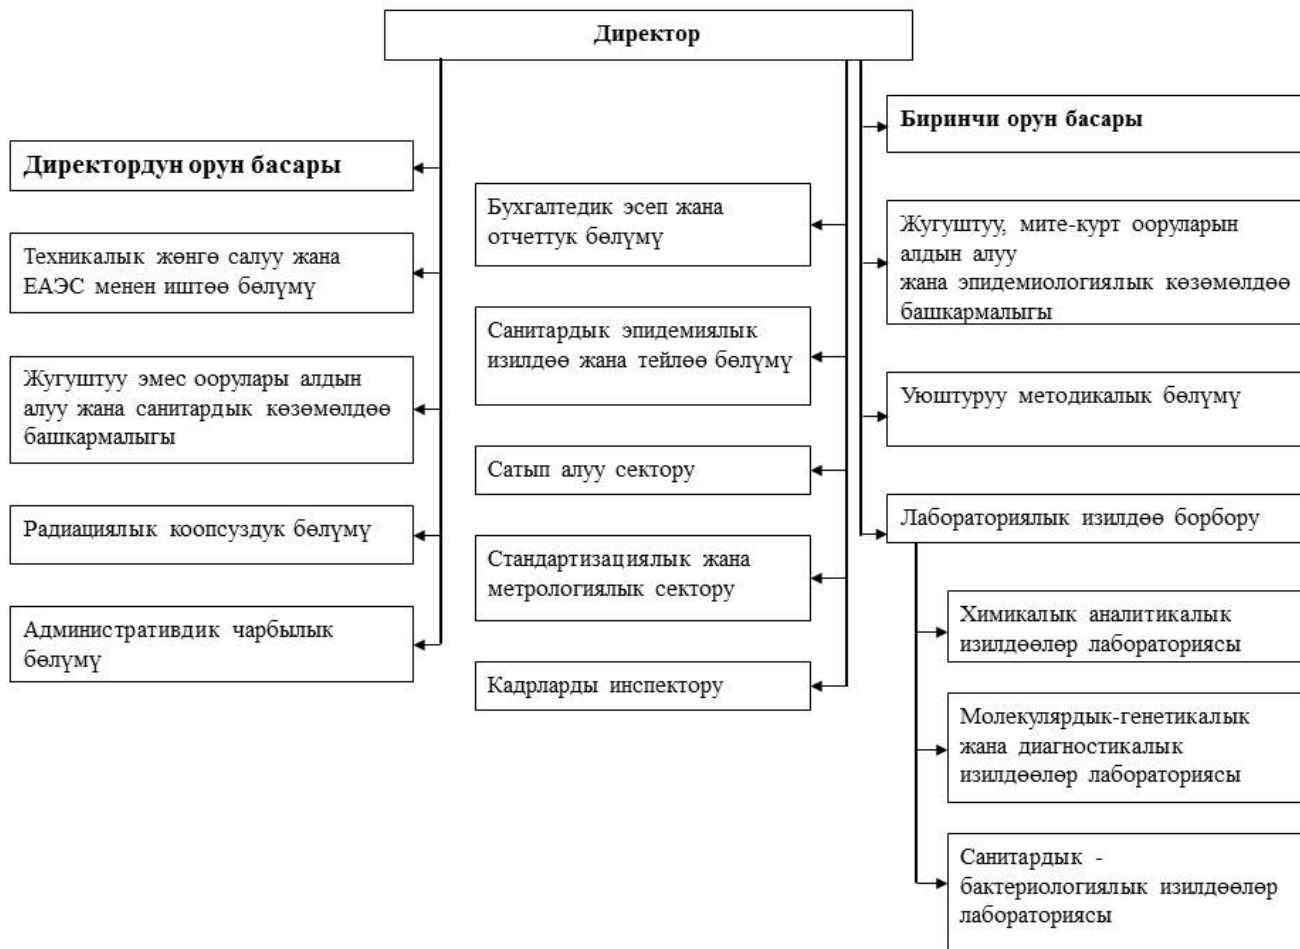 Директор
Директордун орун басары
Техникалык жөнгө салуу жана
ЕАЭС менен иштөө бөлүмү
Жугуштуу эмес оорулары алдын
алуу жана санитардык көзөмөлдөө
башкармалыгы
Радиациялык коопсуздук бөлүмү
Административдик чарбылык
бөлүмү
Бухгалтедик эсеп жана
отчеттук бөлүмү
Санитардык эпидемиялык
изилдөө жана тейлөө бөлүмү
Сатып алуу сектору
Стандартизациялык жана
метрологиялык сектору
Кадрларды инспектору
Биринчи орун басары
Жугуштуу, мите-курт ооруларын
алдын алуу
жана эпидемиологиялык көзөмөлдөө
башкармалыгы
Уюштуруу методикалык бөлүмү
Лабораториялык изилдөө борбору
Химикалык аналитикалык
изилдөөлөр лабораториясы
Молекулярдык-генетикалык
жана диагностикалык
изилдөөлөр лабораториясы
Санитардык -
бактериологиялык изилдөөлөр
лабораториясы